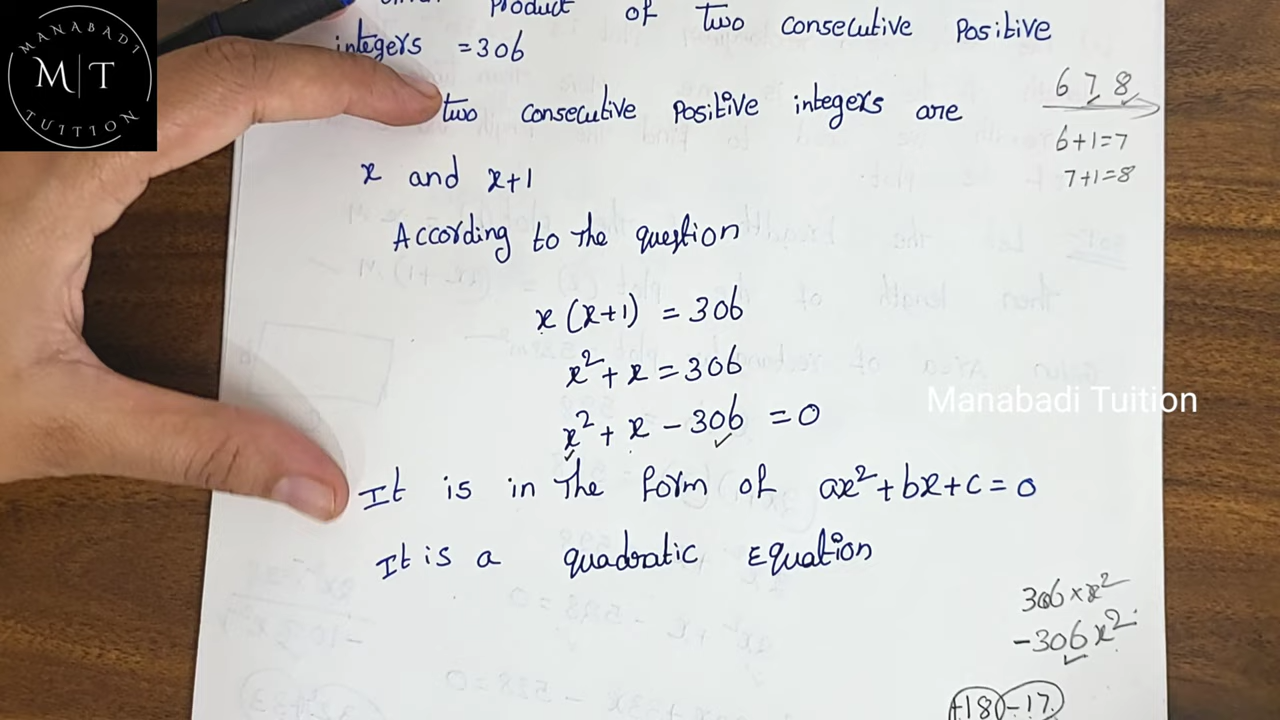 MANABADI
M T
TUITION
Product of two consecutive Positive
integers = 306
two consecutive Positive integers are
x and x+1
According to the question
x (x+1) = 306
x² + x = 306
x² + x - 306 = 0
It is in the form of ax² + bx + c = 0
It is a quadratic Equation
6 7 8
6+1=7
7+1=8
Manabadi Tuition
306 × x²
-306x²
+18 -17